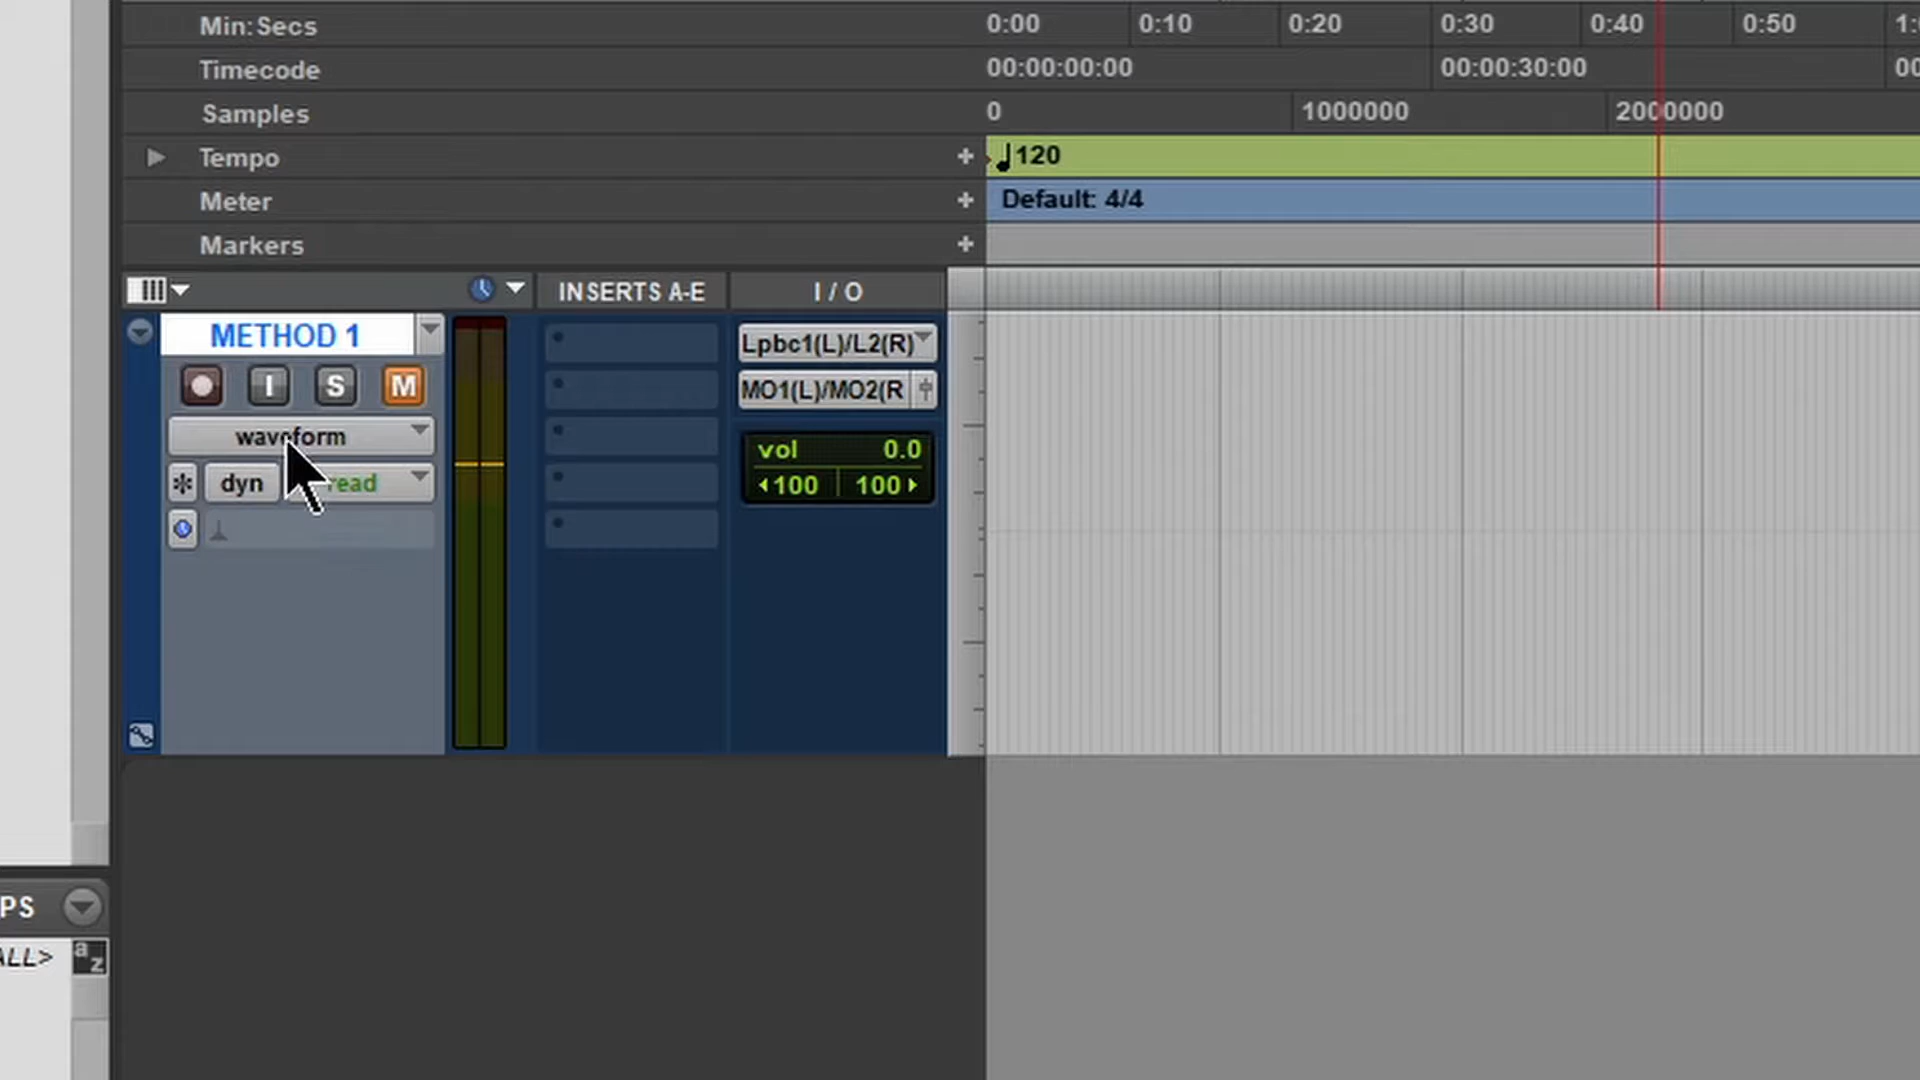 Min:Secs 0:00 0:10 0:20 0:30 0:40 0:50
Timecode 00:00:00:00 00:00:30:00
Samples 0 1000000 2000000
Tempo + ♩120
Meter + Default: 4/4
Markers +
INSERTS A-E I / O
METHOD 1
Lpbc1(L)/L2(R)
I S M
MO1(L)/MO2(R
waveform
vol 0.0
* dyn read
100 100
PS
ALL> a z